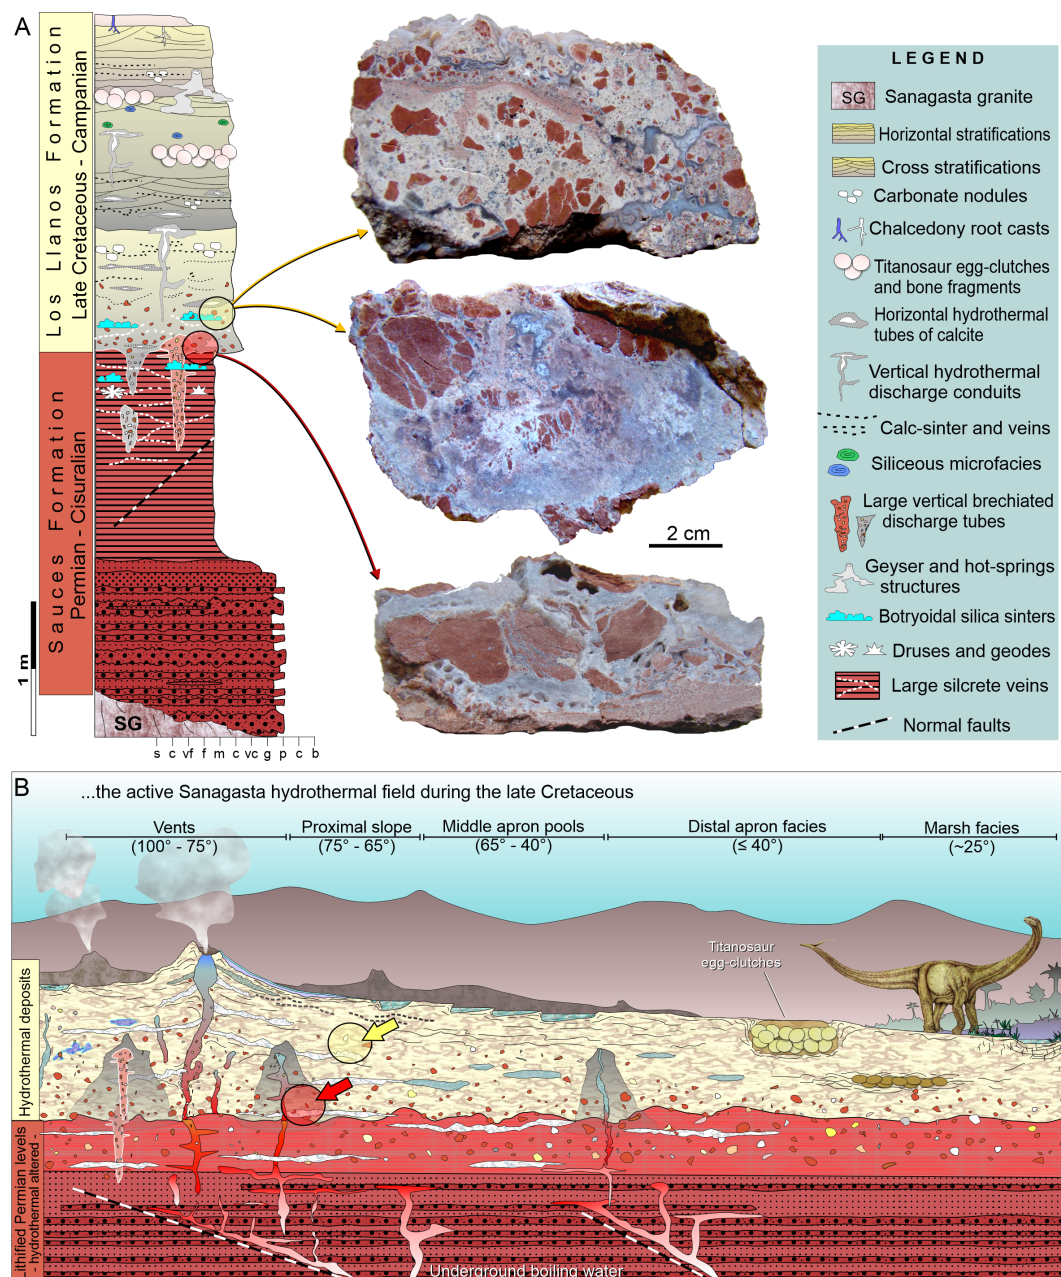 A
Los Llanos Formation
Late Cretaceous - Campanian
Sauces Formation
Permian - Cisuralian
1 m
SG
s c vf f m c vc g p c b
2 cm
LEGEND
SG
Sanagasta granite
Horizontal stratifications
Cross stratifications
Carbonate nodules
Chalcedony root casts
Titanosaur egg-clutches
and bone fragments
Horizontal hydrothermal
tubes of calcite
Vertical hydrothermal
discharge conduits
Calc-sinter and veins
Siliceous microfacies
Large vertical brechiated
discharge tubes
Geyser and hot-springs
structures
Botryoidal silica sinters
Druses and geodes
Large silcrete veins
Normal faults
B
...the active Sanagasta hydrothermal field during the late Cretaceous
Vents
(100° - 75°)
Proximal slope
(75° - 65°)
Middle apron pools
(65° - 40°)
Distal apron facies
(≤ 40°)
Marsh facies
(~25°)
Titanosaur
egg-clutches
Hydrothermal deposits
Lithified Permian levels
- hydrothermal altered -
Underground boiling water